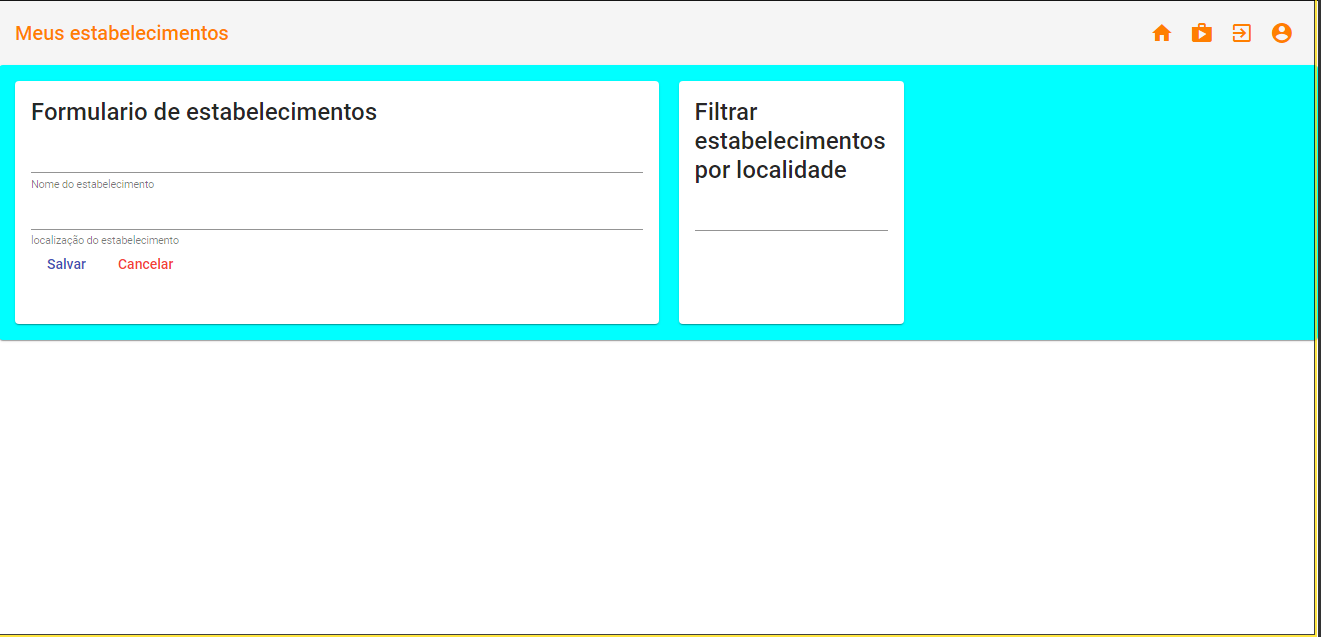 Meus estabelecimentos
Formulario de estabelecimentos
Nome do estabelecimento
localização do estabelecimento
Salvar Cancelar
Filtrar
estabelecimentos
por localidade